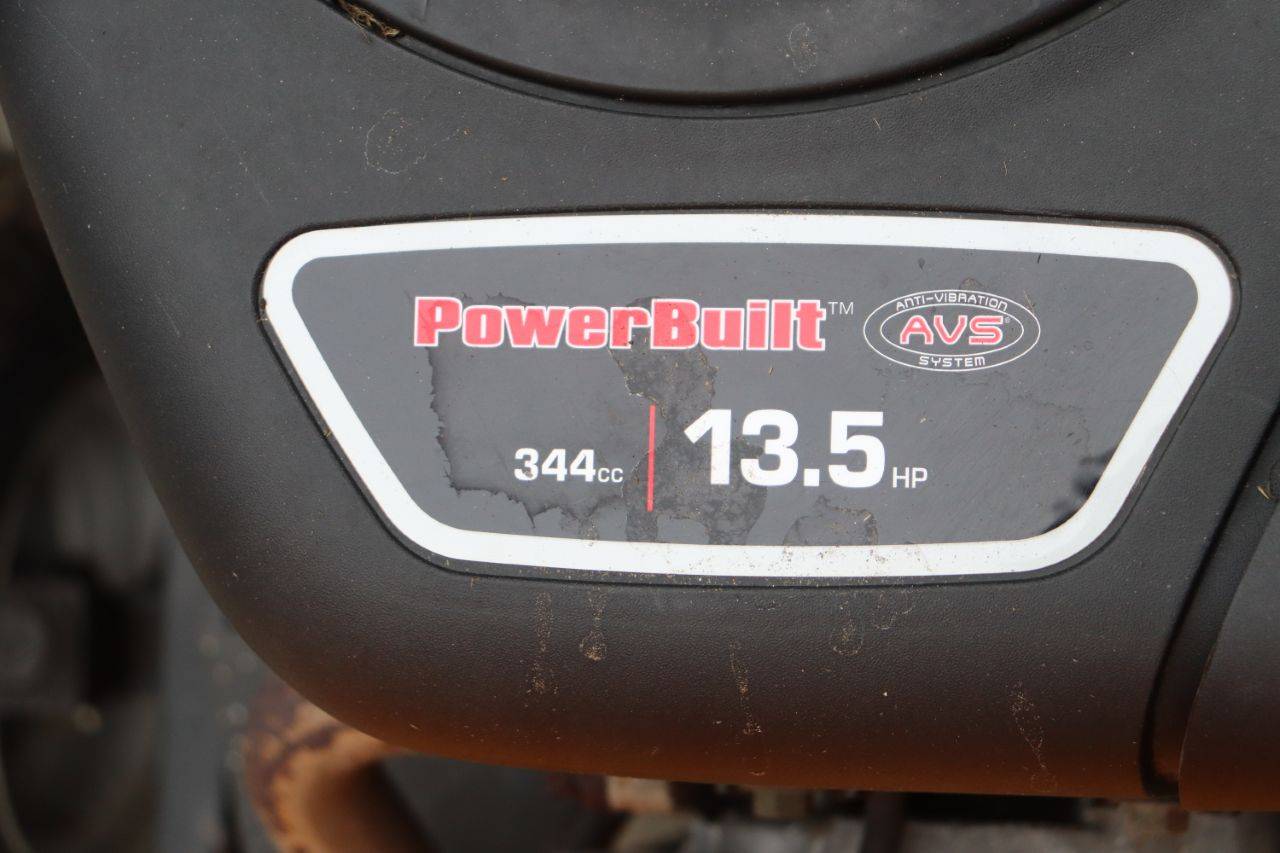 PowerBuilt™
ANTI-VIBRATION
AVS®
SYSTEM
344cc
13.5 HP